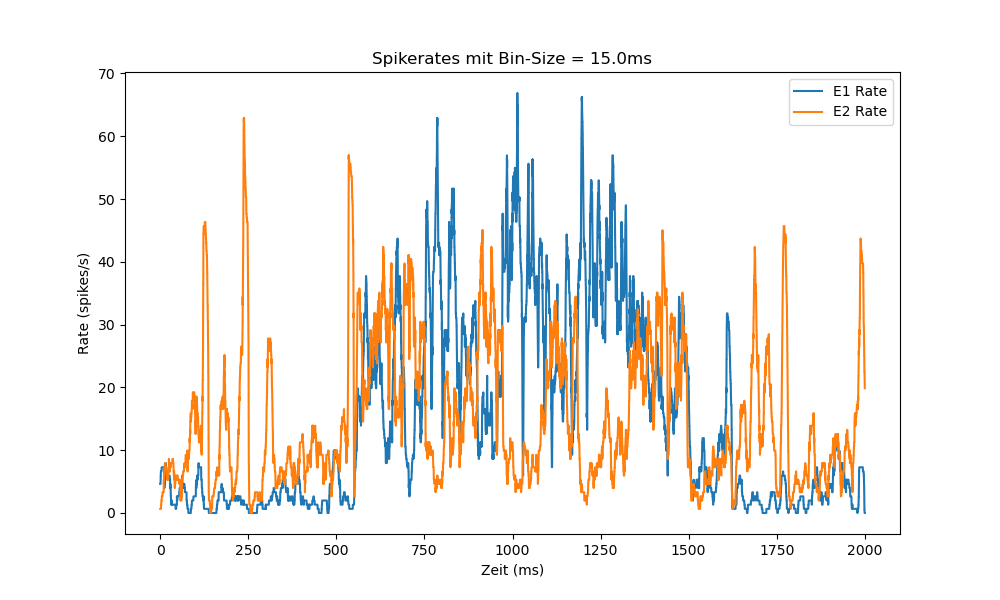 Spikerates mit Bin-Size = 15.0ms
E1 Rate
E2 Rate
Rate (spikes/s)
70
60
50
40
30
20
10
0
0 250 500 750 1000 1250 1500 1750 2000
Zeit (ms)